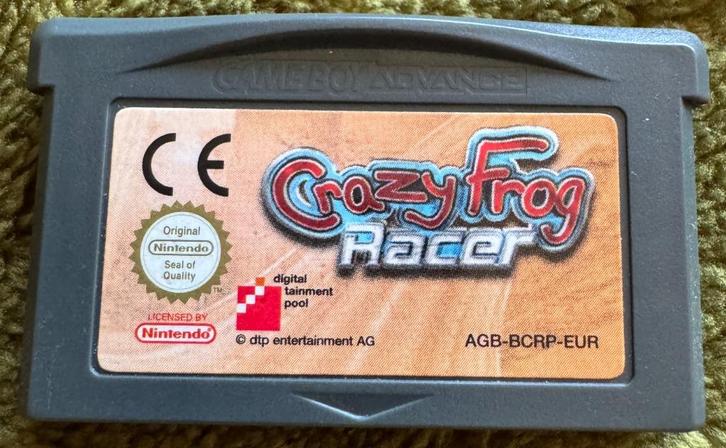 GAME BOY ADVANCE
CE
Crazy Frog
Racer
Original
Nintendo
Seal of
Quality
TM
digital
tainment
pool
LICENSED BY
Nintendo
© dtp entertainment AG
AGB-BCRP-EUR